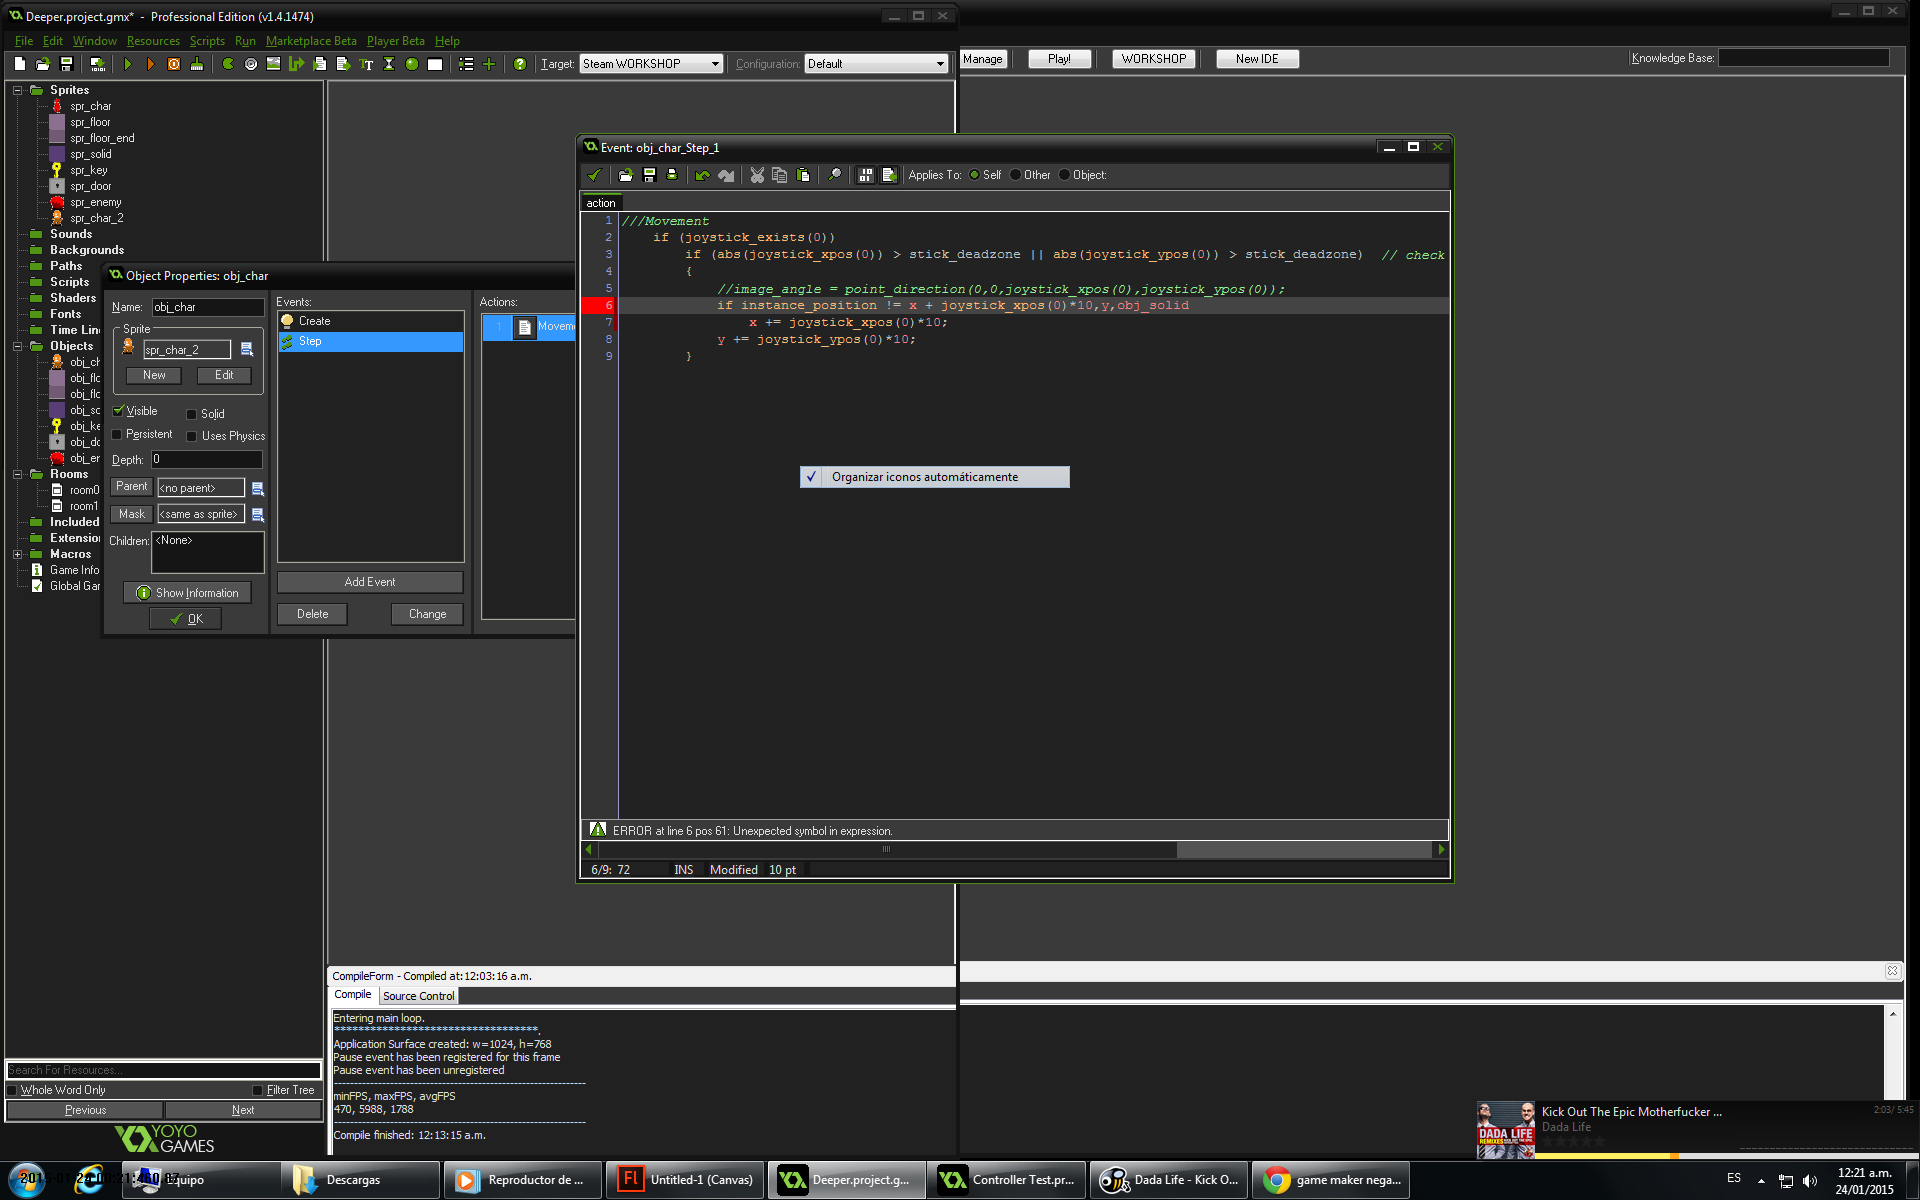 Deeper.project.gmx* - Professional Edition (v1.4.1474)
File Edit Window Resources Scripts Run Marketplace Beta Player Beta Help
Target: Steam WORKSHOP Configuration: Default Manage Play! WORKSHOP New IDE Knowledge Base:
Sprites
spr_char
spr_floor
spr_floor_end
spr_solid
spr_key
spr_door
spr_enemy
spr_char_2
Sounds
Backgrounds
Paths
Scripts
Shaders
Fonts
Time Line
Objects
obj_ch
obj_flo
obj_flo
obj_so
obj_ke
obj_do
obj_er
Rooms
room0
room1
Included
Extension
Macros
Game Info
Global Gar
Search For Resources...
Whole Word Only Filter Tree
Previous Next
YOYO
GAMES
Object Properties: obj_char
Name: obj_char
Sprite
spr_char_2
New Edit
Visible Solid
Persistent Uses Physics
Depth: 0
Parent <no parent>
Mask <same as sprite>
Children: <None>
Show Information
OK
Events:
Create
Step
Add Event
Delete Change
Actions:
1 Movem
Event: obj_char_Step_1
Applies To: Self Other Object:
action
1 ///Movement
2 if (joystick_exists(0))
3 if (abs(joystick_xpos(0)) > stick_deadzone || abs(joystick_ypos(0)) > stick_deadzone) // check
4 {
5 //image_angle = point_direction(0,0,joystick_xpos(0),joystick_ypos(0));
6 if instance_position != x + joystick_xpos(0)*10,y,obj_solid
7 x += joystick_xpos(0)*10;
8 y += joystick_ypos(0)*10;
9 }
✓ Organizar iconos automáticamente
ERROR at line 6 pos 61: Unexpected symbol in expression.
6/9: 72 INS Modified 10 pt
CompileForm - Compiled at:12:03:16 a.m.
Compile Source Control
Entering main loop.
**********************************.
Application Surface created: w=1024, h=768
Pause event has been registered for this frame
Pause event has been unregistered
minFPS, maxFPS, avgFPS
470, 5988, 1788
Compile finished: 12:13:15 a.m.
Kick Out The Epic Motherfucker ... 2:03/ 5:45
Dada Life
DADA LIFE
Equipo
Descargas
Reproductor de ...
Untitled-1 (Canvas)
Deeper.project.g...
Controller Test.pr...
Dada Life - Kick O...
game maker nega...
ES
12:21 a.m.
24/01/2015